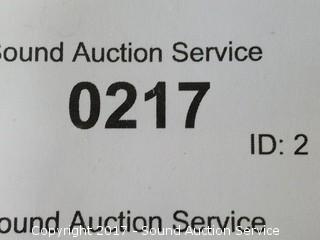 Sound Auction Service
0217
ID: 2
Sound Auction Service
Copyright 2017 - Sound Auction Service